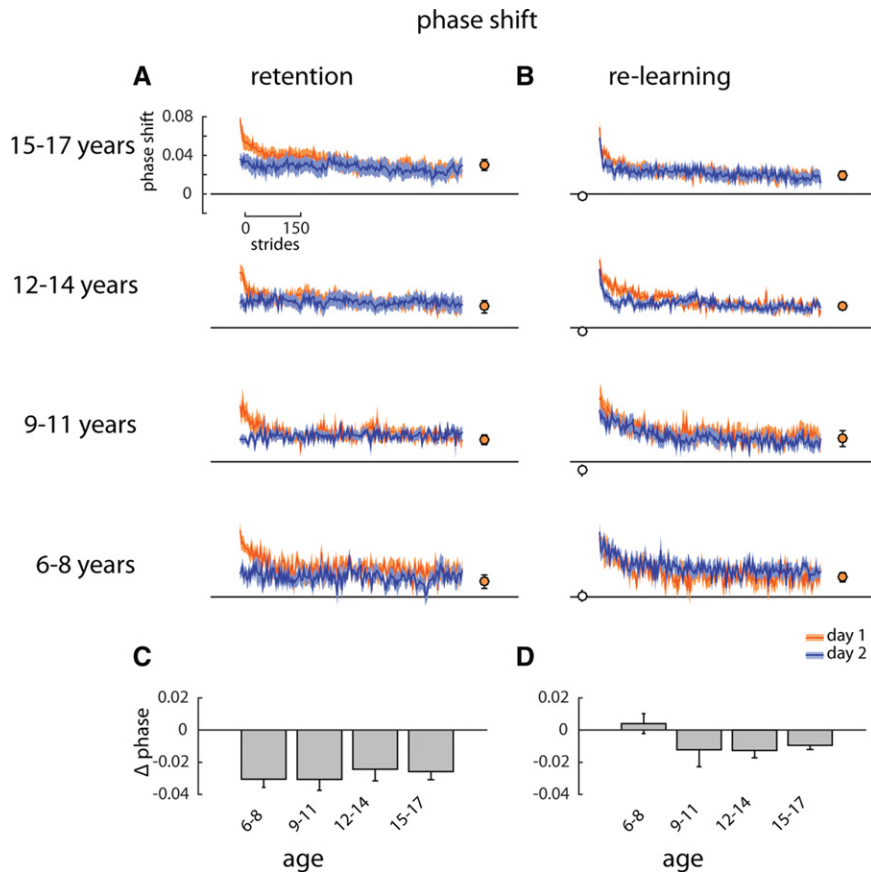 phase shift
A retention
B re-learning
15-17 years
phase shift
0.08
0.04
0
0 150
strides
12-14 years
9-11 years
6-8 years
day 1
day 2
C
D
Δ phase
0.02
0
-0.02
-0.04
6-8
9-11
12-14
15-17
age
0.02
0
-0.02
-0.04
6-8
9-11
12-14
15-17
age